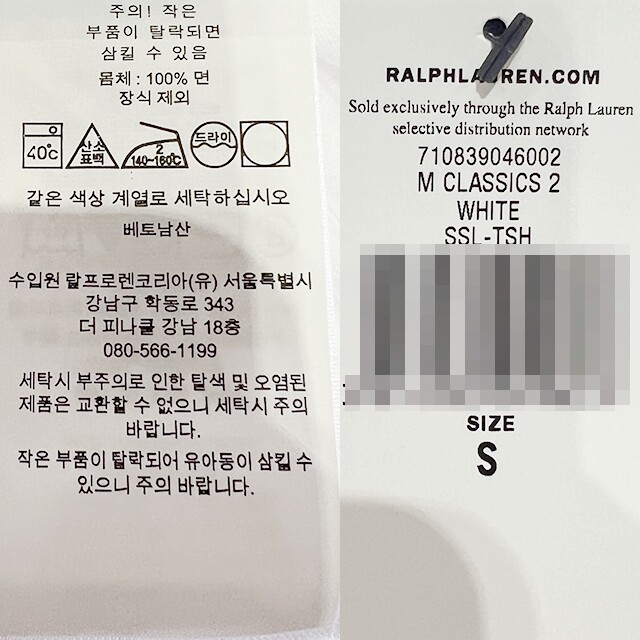 주의! 작은
부품이 탈락되면
삼킬 수 있음
몸체 : 100% 면
장식 제외
40℃
산소
표백
2
140~160℃
드라이
같은 색상 계열로 세탁하십시오
베트남산
수입원 랄프로렌코리아(유) 서울특별시
강남구 학동로 343
더 피나클 강남 18층
080-566-1199
세탁시 부주의로 인한 탈색 및 오염된
제품은 교환할 수 없으니 세탁시 주의
바랍니다.
작은 부품이 탈락되어 유아등이 삼킬 수
있으니 주의 바랍니다.
RALPHLAUREN.COM
Sold exclusively through the Ralph Lauren
selective distribution network
710839046002
M CLASSICS 2
WHITE
SSL-TSH
SIZE
S